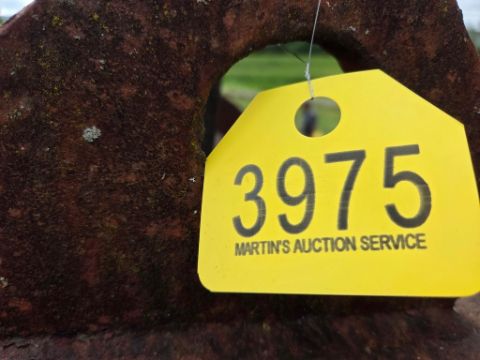 3975
MARTIN'S AUCTION SERVICE